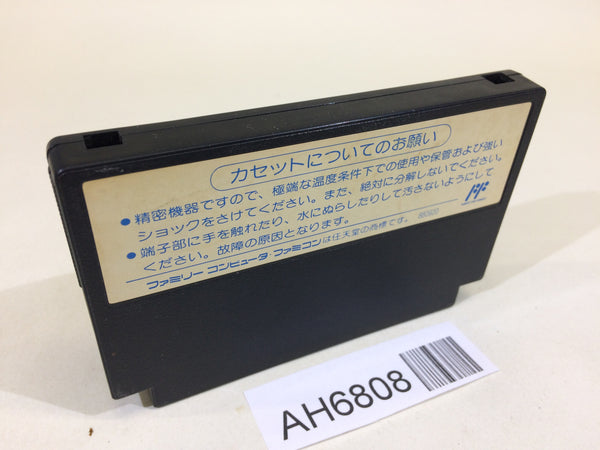 カセットについてのお願い
●精密機器ですので、極端な温度条件下での使用や保管および強い
ショックをさけてください。また、絶対に分解しないでください。
●端子部に手を触れたり、水にぬらしたりして汚さないようにして
ください。故障の原因となります。
ファミリーコンピュータ・ファミコンは任天堂の商標です。
AH6808